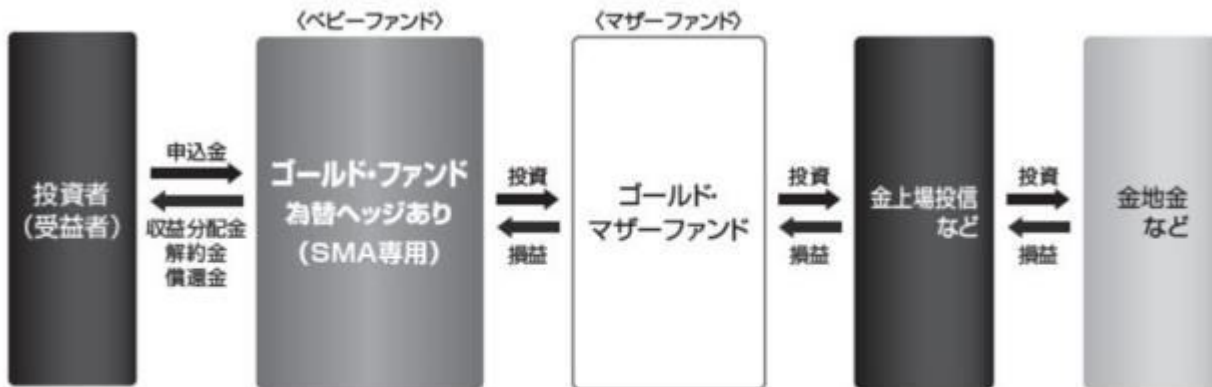 〈ベビーファンド〉
〈マザーファンド〉
投資者
（受益者）
申込金
収益分配金
解約金
償還金
ゴールド・ファンド
為替ヘッジあり
（SMA専用）
投資
損益
ゴールド・
マザーファンド
投資
損益
金上場投信
など
投資
損益
金地金
など